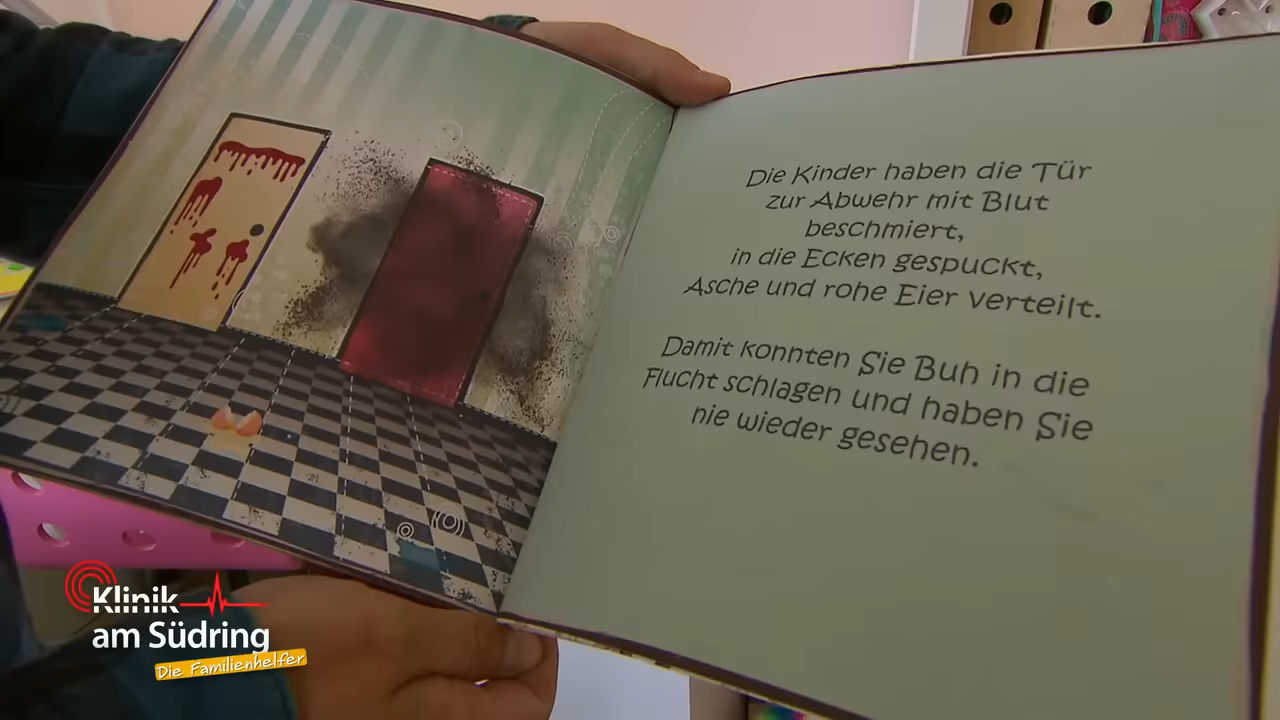 Die Kinder haben die Tür
zur Abwehr mit Blut
beschmiert,
in die Ecken gespuckt,
Asche und rohe Eier verteilt.
Damit konnten Sie Buh in die
Flucht schlagen und haben Sie
nie wieder gesehen.
Klinik
am Südring
Die Familienhelfer